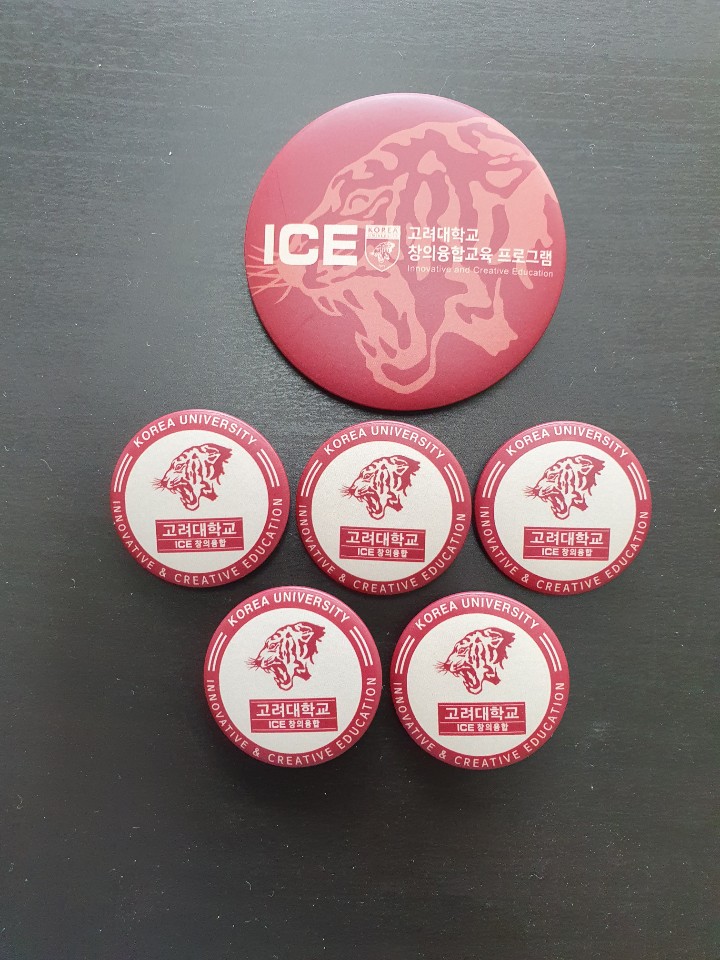 ICE
KOREA
UNIVERSITY
고려대학교
창의융합교육 프로그램
Innovative and Creative Education
KOREA UNIVERSITY
고려대학교
ICE 창의융합
INNOVATIVE & CREATIVE EDUCATION
KOREA UNIVERSITY
고려대학교
ICE 창의융합
INNOVATIVE & CREATIVE EDUCATION
KOREA UNIVERSITY
고려대학교
ICE 창의융합
INNOVATIVE & CREATIVE EDUCATION
KOREA UNIVERSITY
고려대학교
ICE 창의융합
INNOVATIVE & CREATIVE EDUCATION
KOREA UNIVERSITY
고려대학교
ICE 창의융합
INNOVATIVE & CREATIVE EDUCATION